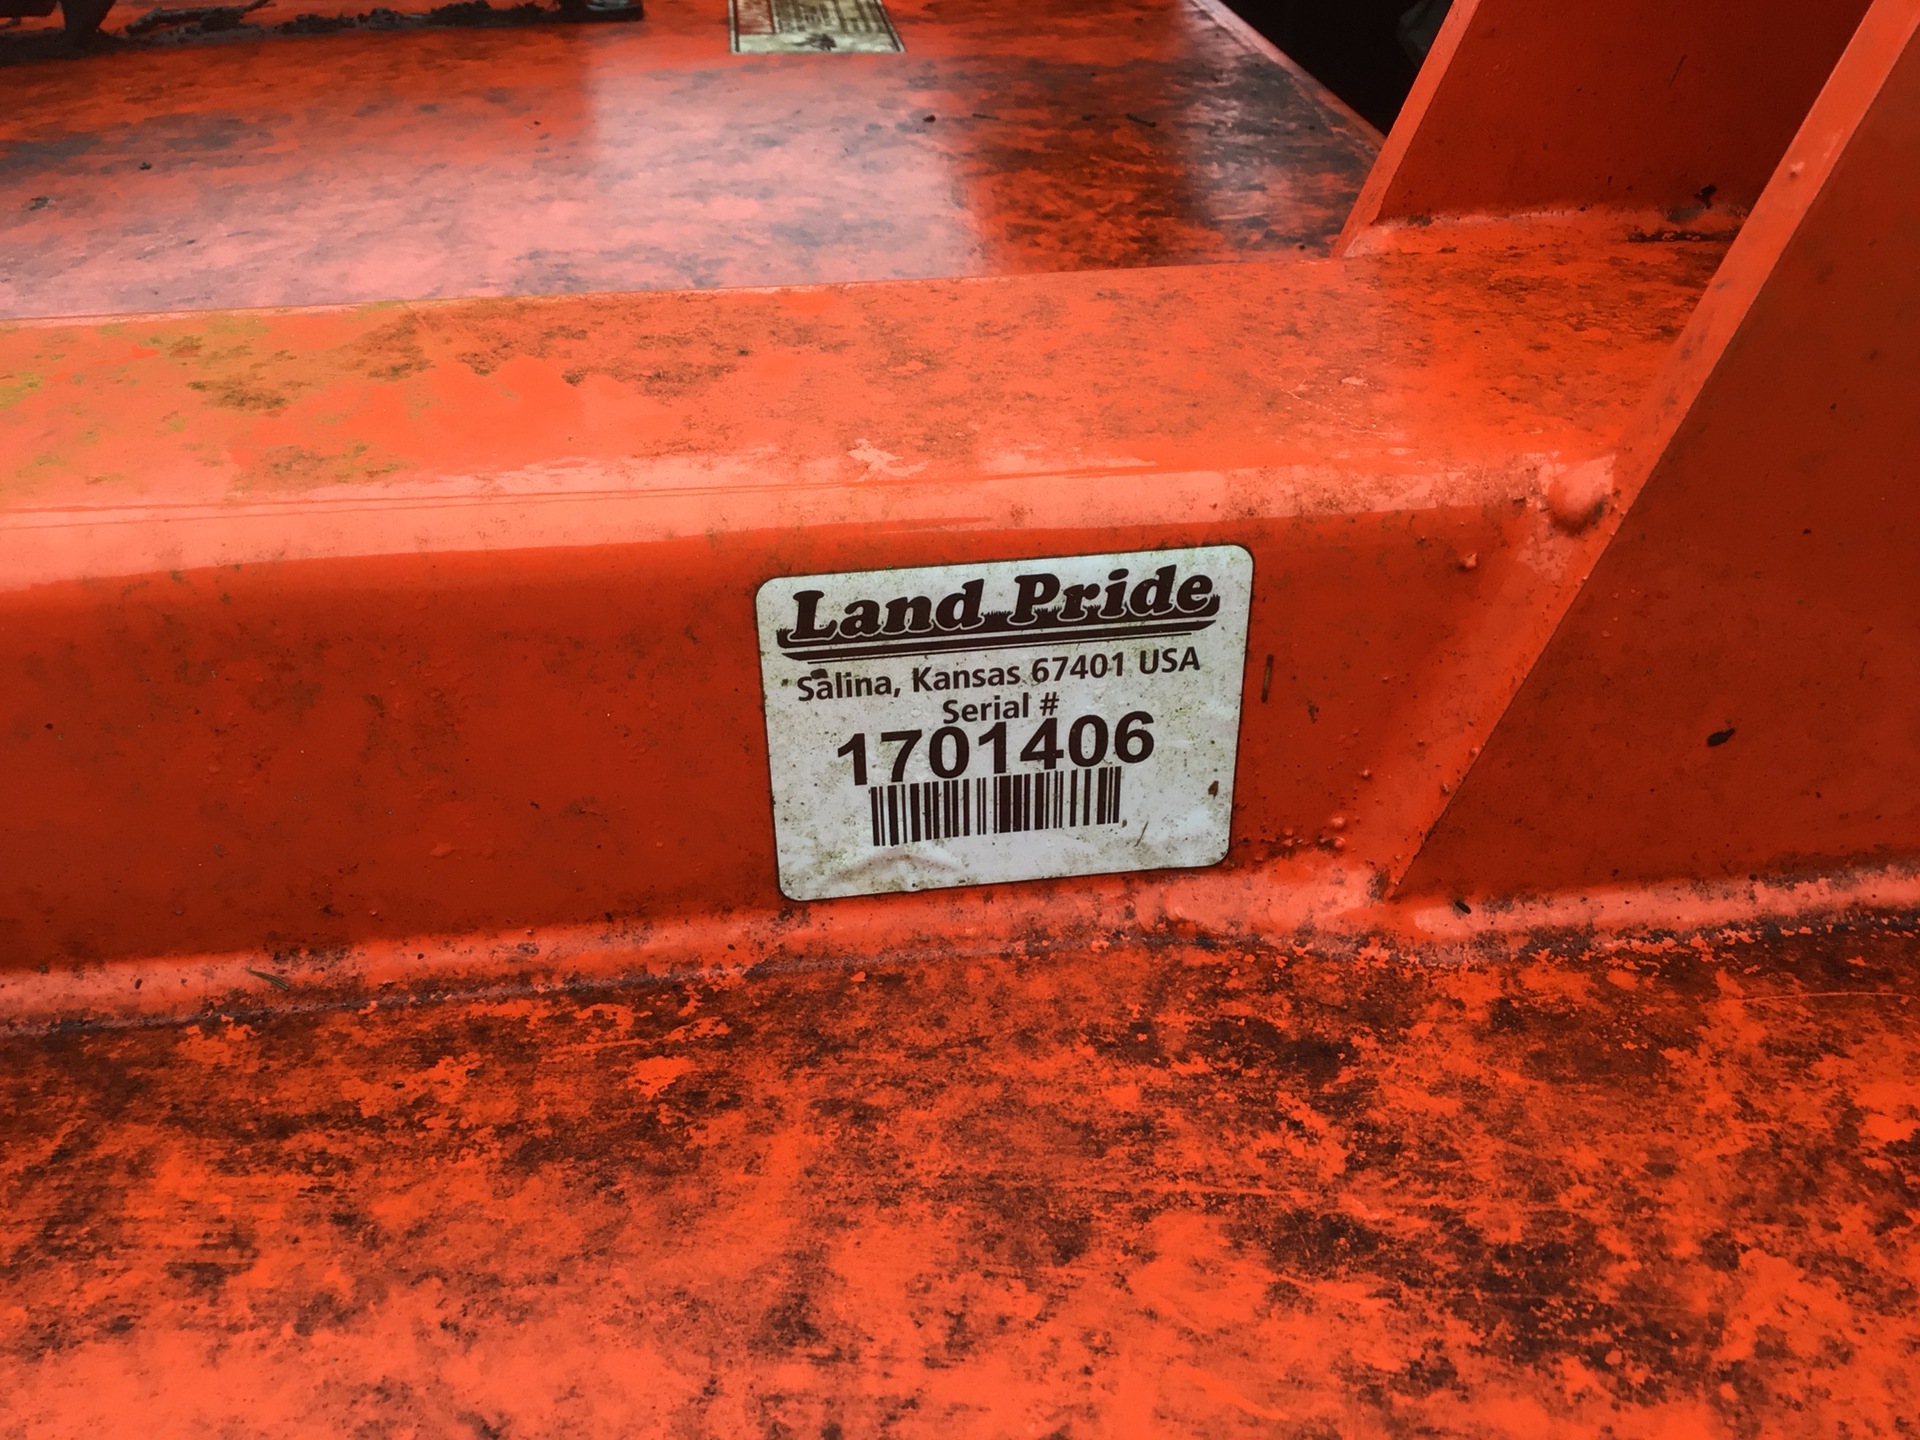 Land Pride
Salina, Kansas 67401 USA
Serial #
1701406